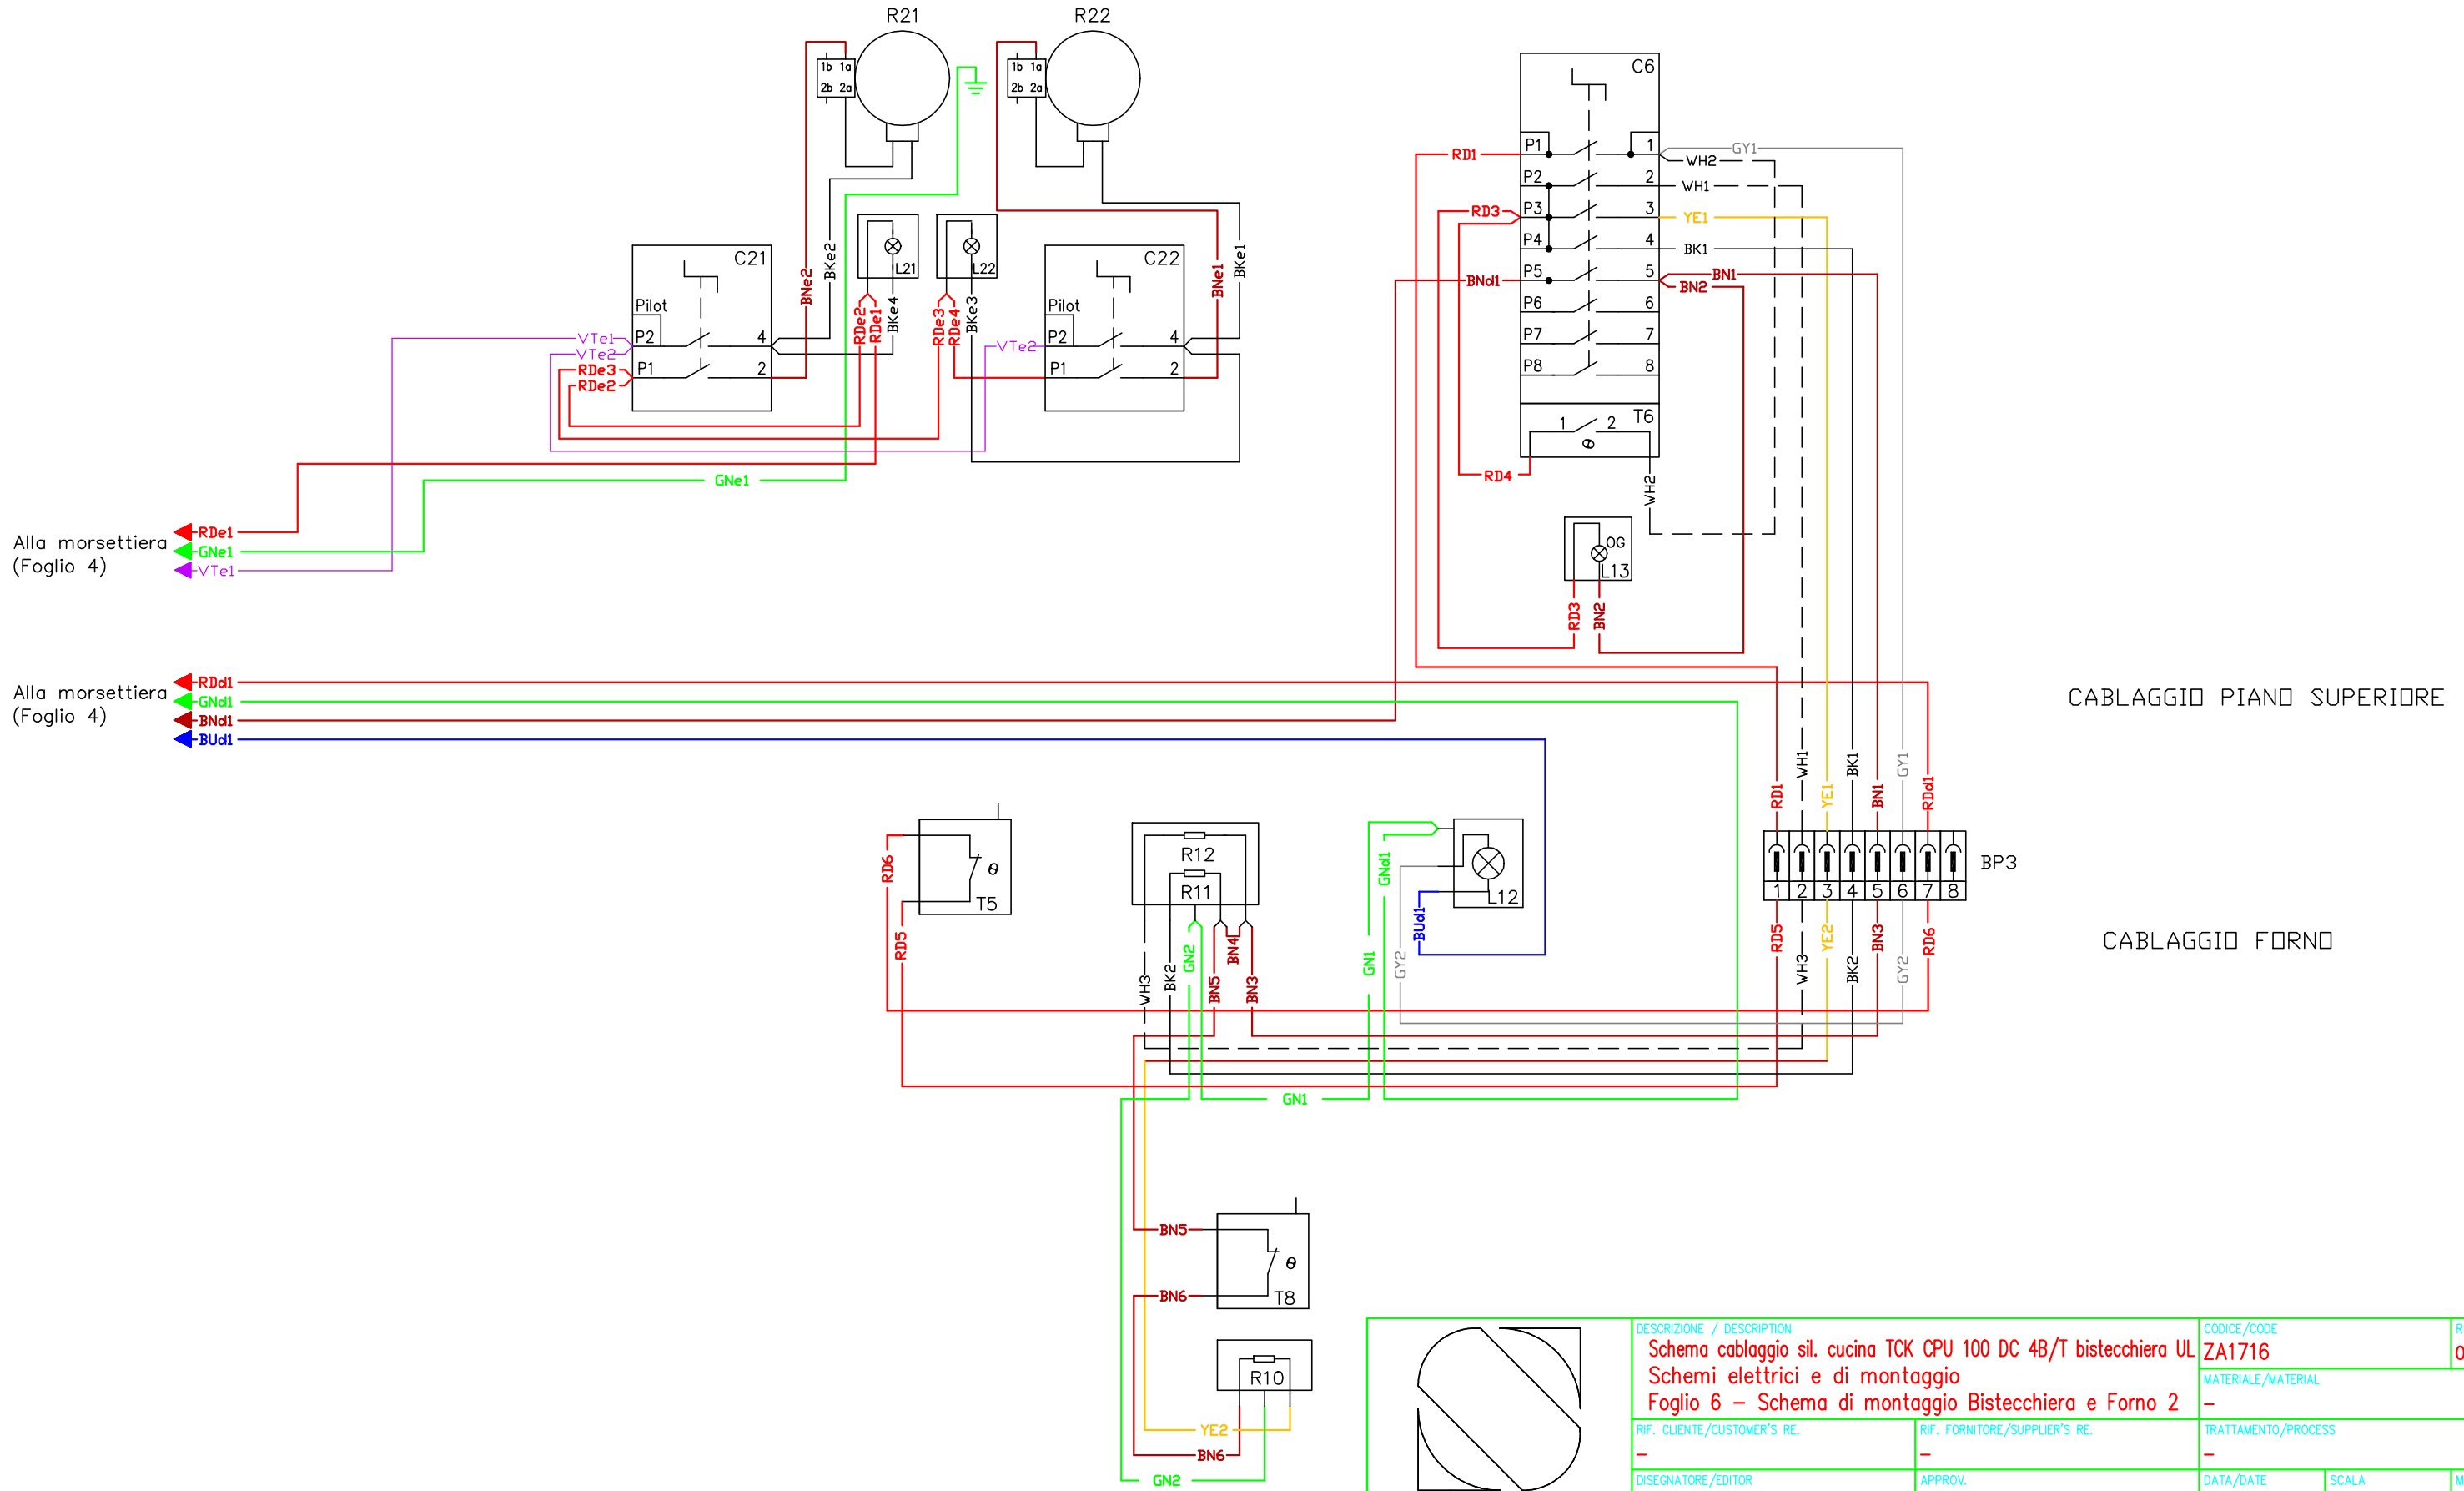 R21
R22
1b 1a
2b 2a
1b 1a
2b 2a
C6
P1 1
P2 2
P3 3
P4 4
P5 5
P6 6
P7 7
P8 8
T6
1 2
θ
RD1
RD3
BNd1
RD4
GY1
WH2
WH1
YE1
BK1
BN1
BN2
WH2
OG
L13
RD3
BN2
C21
Pilot
P2 4
P1 2
BNe2
BKe2
L21
L22
RDe2
RDe1
BKe4
RDe3
RDe4
BKe3
C22
Pilot
P2 4
P1 2
BNe1
BKe1
VTe1
VTe2
RDe3
RDe2
VTe2
GNe1
Alla morsettiera
(Foglio 4)
RDe1
GNe1
VTe1
Alla morsettiera
(Foglio 4)
RDd1
GNd1
BNd1
BUd1
CABLAGGIO PIANO SUPERIORE
RD1
WH1
YE1
BK1
BN1
GY1
RDd1
BP3
1 2 3 4 5 6 7 8
CABLAGGIO FORNO
RD5
WH3
YE2
BK2
BN3
GY2
RD6
RD6
RD5
θ
T5
R12
R11
WH3
BK2
GN2
BN5
BN4
BN3
GN1
GNd1
GY2
BUd1
L12
GN1
BN5
BN6
θ
T8
R10
YE2
BN6
GN2
DESCRIZIONE / DESCRIPTION
Schema cablaggio sil. cucina TCK CPU 100 DC 4B/T bistecchiera UL
Schemi elettrici e di montaggio
Foglio 6 - Schema di montaggio Bistecchiera e Forno 2
CODICE/CODE
ZA1716
R
0
MATERIALE/MATERIAL
-
RIF. CLIENTE/CUSTOMER'S RE.
-
RIF. FORNITORE/SUPPLIER'S RE.
-
TRATTAMENTO/PROCESS
-
DISEGNATORE/EDITOR
APPROV.
DATA/DATE
SCALA
M